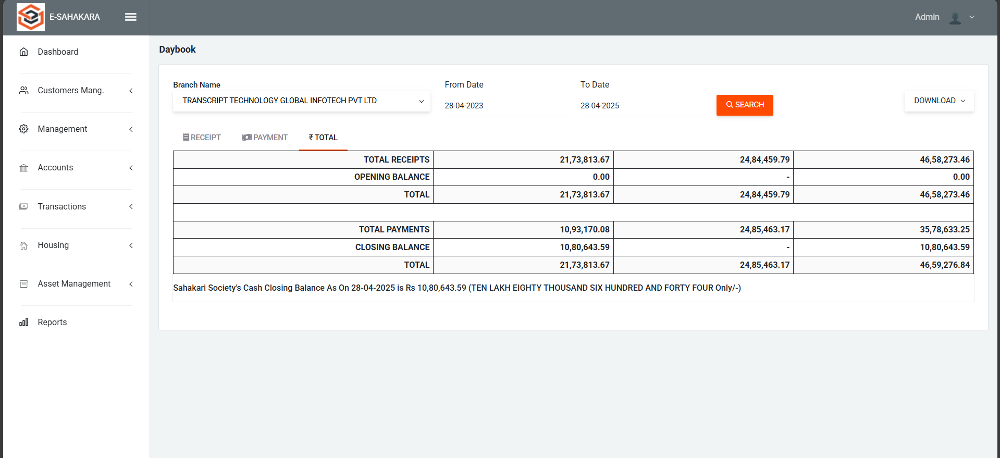 E-SAHAKARA
Admin
Dashboard
Customers Mang.
Management
Accounts
Transactions
Housing
Asset Management
Reports
Daybook
Branch Name From Date To Date
TRANSCRIPT TECHNOLOGY GLOBAL INFOTECH PVT LTD 28-04-2023 28-04-2025 SEARCH DOWNLOAD
RECEIPT PAYMENT ₹ TOTAL
TOTAL RECEIPTS 21,73,813.67 24,84,459.79 46,58,273.46
OPENING BALANCE 0.00 - 0.00
TOTAL 21,73,813.67 24,84,459.79 46,58,273.46
TOTAL PAYMENTS 10,93,170.08 24,85,463.17 35,78,633.25
CLOSING BALANCE 10,80,643.59 - 10,80,643.59
TOTAL 21,73,813.67 24,85,463.17 46,59,276.84
Sahakari Society's Cash Closing Balance As On 28-04-2025 is Rs 10,80,643.59 (TEN LAKH EIGHTY THOUSAND SIX HUNDRED AND FORTY FOUR Only/-)